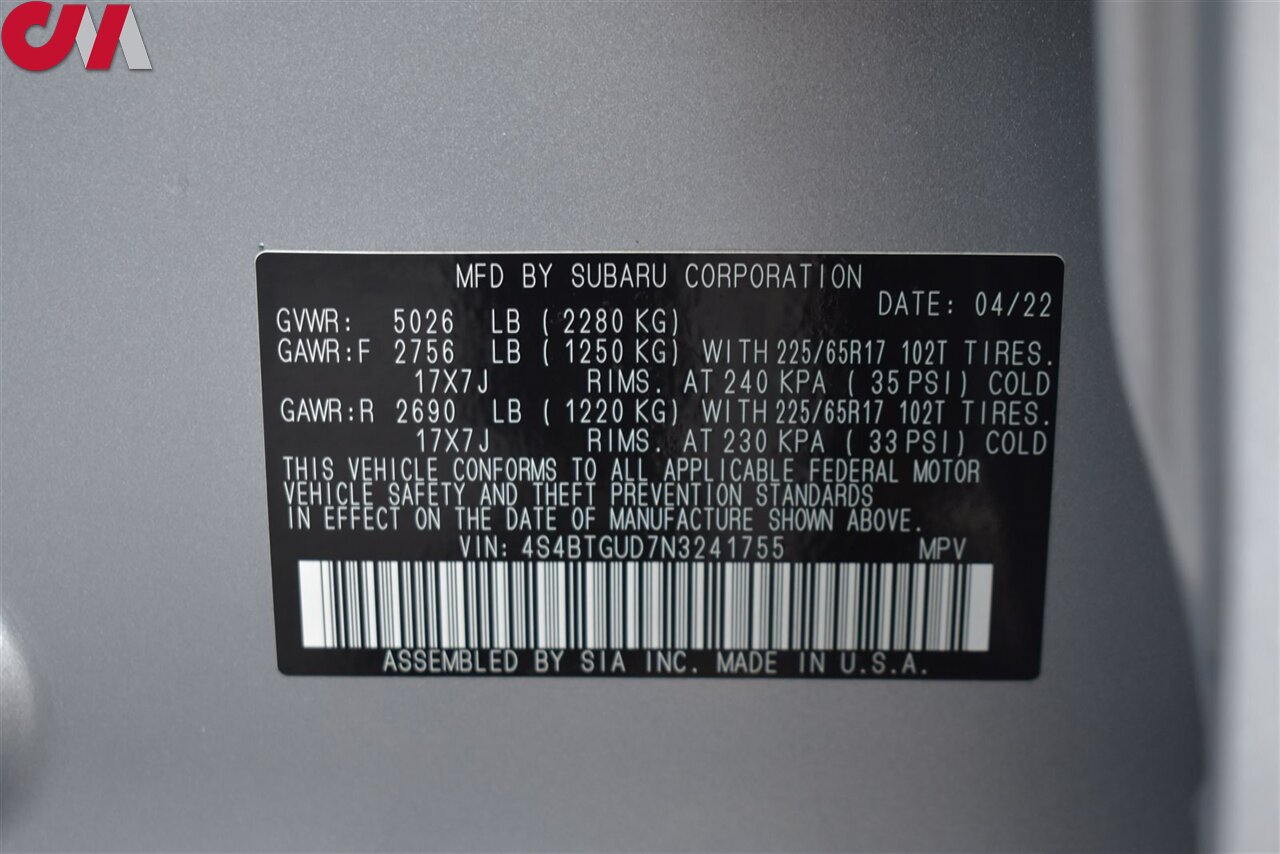 MFD BY SUBARU CORPORATION
DATE: 04/22
GVWR: 5026 LB ( 2280 KG)
GAWR:F 2756 LB ( 1250 KG) WITH 225/65R17 102T TIRES.
17X7J RIMS. AT 240 KPA ( 35 PSI) COLD
GAWR:R 2690 LB ( 1220 KG) WITH 225/65R17 102T TIRES.
17X7J RIMS. AT 230 KPA ( 33 PSI) COLD
THIS VEHICLE CONFORMS TO ALL APPLICABLE FEDERAL MOTOR
VEHICLE SAFETY AND THEFT PREVENTION STANDARDS
IN EFFECT ON THE DATE OF MANUFACTURE SHOWN ABOVE.
VIN: 4S4BTGUD7N3241755 MPV
ASSEMBLED BY SIA INC. MADE IN U.S.A.